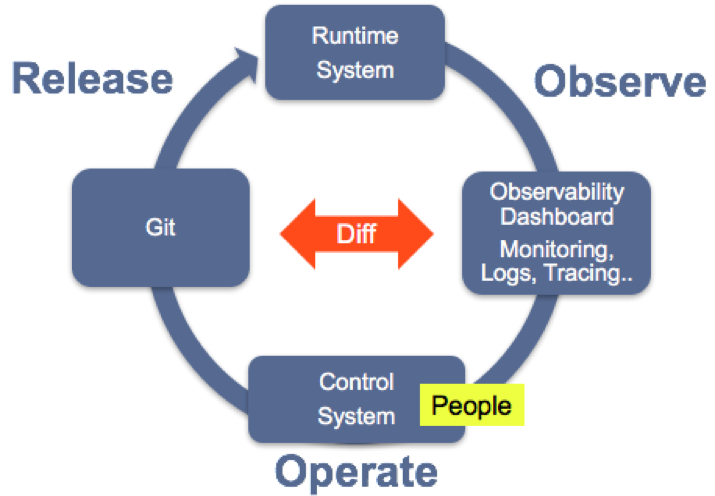 Runtime
System
Release
Observe
Observability
Dashboard
Monitoring,
Logs, Tracing..
Git
Diff
Control
System
People
Operate